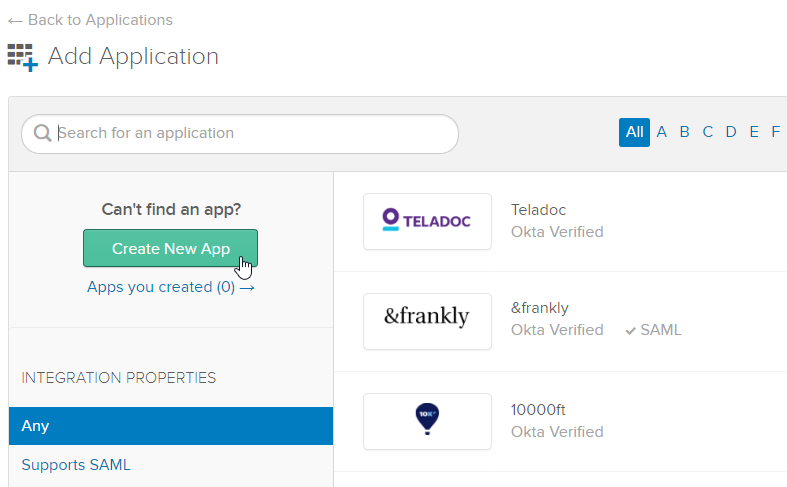 ← Back to Applications
Add Application
Search for an application
All A B C D E F
Can't find an app?
Create New App
Apps you created (0) →
INTEGRATION PROPERTIES
Any
Supports SAML
TELADOC
Teladoc
Okta Verified
&frankly
&frankly
Okta Verified ✓ SAML
10K
10000ft
Okta Verified